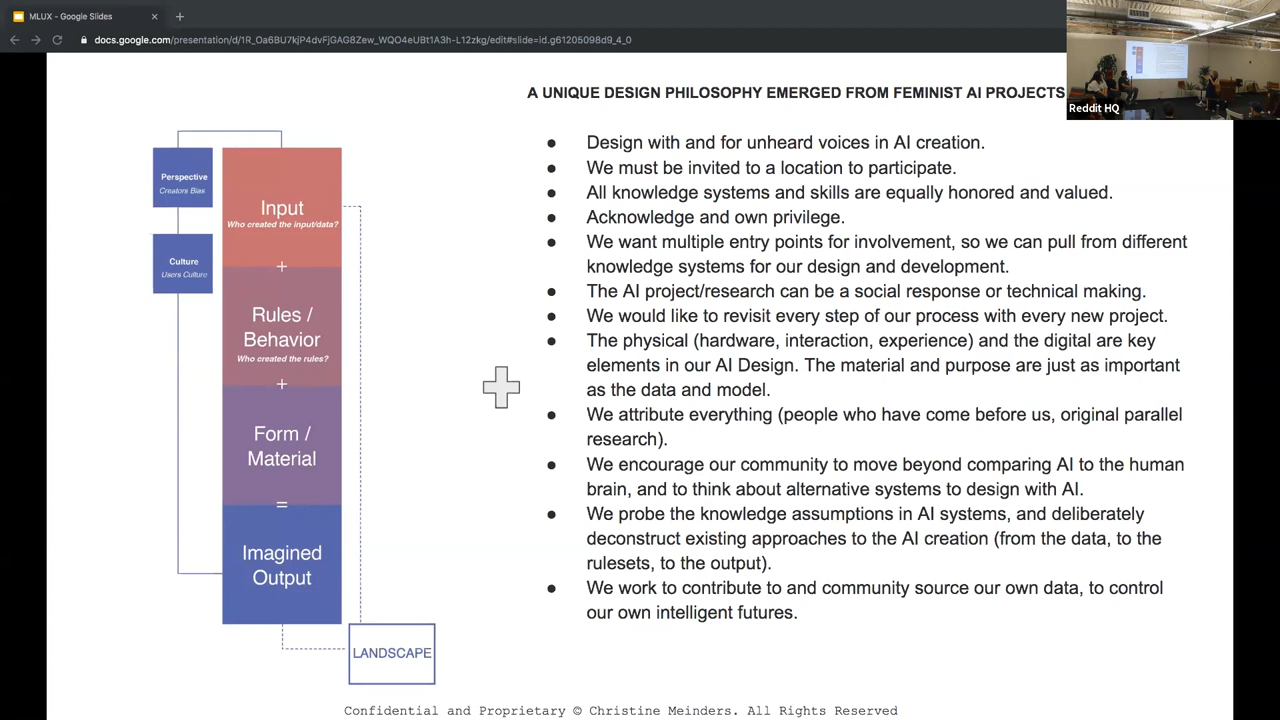 MLUX - Google Slides
docs.google.com/presentation/d/1R_Oa6BU7kjP4dvFjGAG8Zew_WQO4eUBt1A3h-L12zkg/edit#slide=id.g61205098d9_4_0
Reddit HQ
A UNIQUE DESIGN PHILOSOPHY EMERGED FROM FEMINIST AI PROJECTS
Perspective
Creators Bias
Culture
Users Culture
Input
Who created the input/data?
+
Rules /
Behavior
Who created the rules?
+
Form /
Material
=
Imagined
Output
LANDSCAPE
● Design with and for unheard voices in AI creation.
● We must be invited to a location to participate.
● All knowledge systems and skills are equally honored and valued.
● Acknowledge and own privilege.
● We want multiple entry points for involvement, so we can pull from different
knowledge systems for our design and development.
● The AI project/research can be a social response or technical making.
● We would like to revisit every step of our process with every new project.
● The physical (hardware, interaction, experience) and the digital are key
elements in our AI Design. The material and purpose are just as important
as the data and model.
● We attribute everything (people who have come before us, original parallel
research).
● We encourage our community to move beyond comparing AI to the human
brain, and to think about alternative systems to design with AI.
● We probe the knowledge assumptions in AI systems, and deliberately
deconstruct existing approaches to the AI creation (from the data, to the
rulesets, to the output).
● We work to contribute to and community source our own data, to control
our own intelligent futures.
Confidential and Proprietary © Christine Meinders. All Rights Reserved